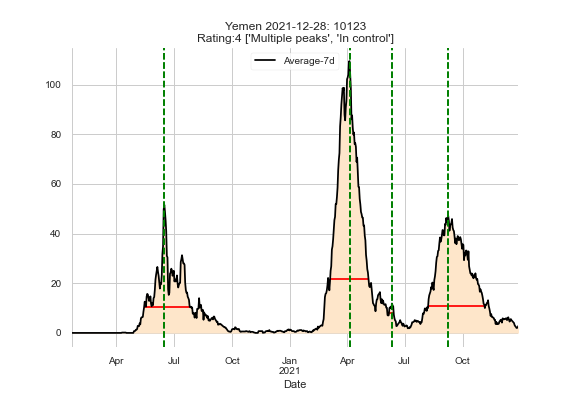 Yemen 2021-12-28: 10123
Rating:4 ['Multiple peaks', 'In control']
Average-7d
100
80
60
40
20
0
Apr Jul Oct Jan Apr Jul Oct
2021
Date